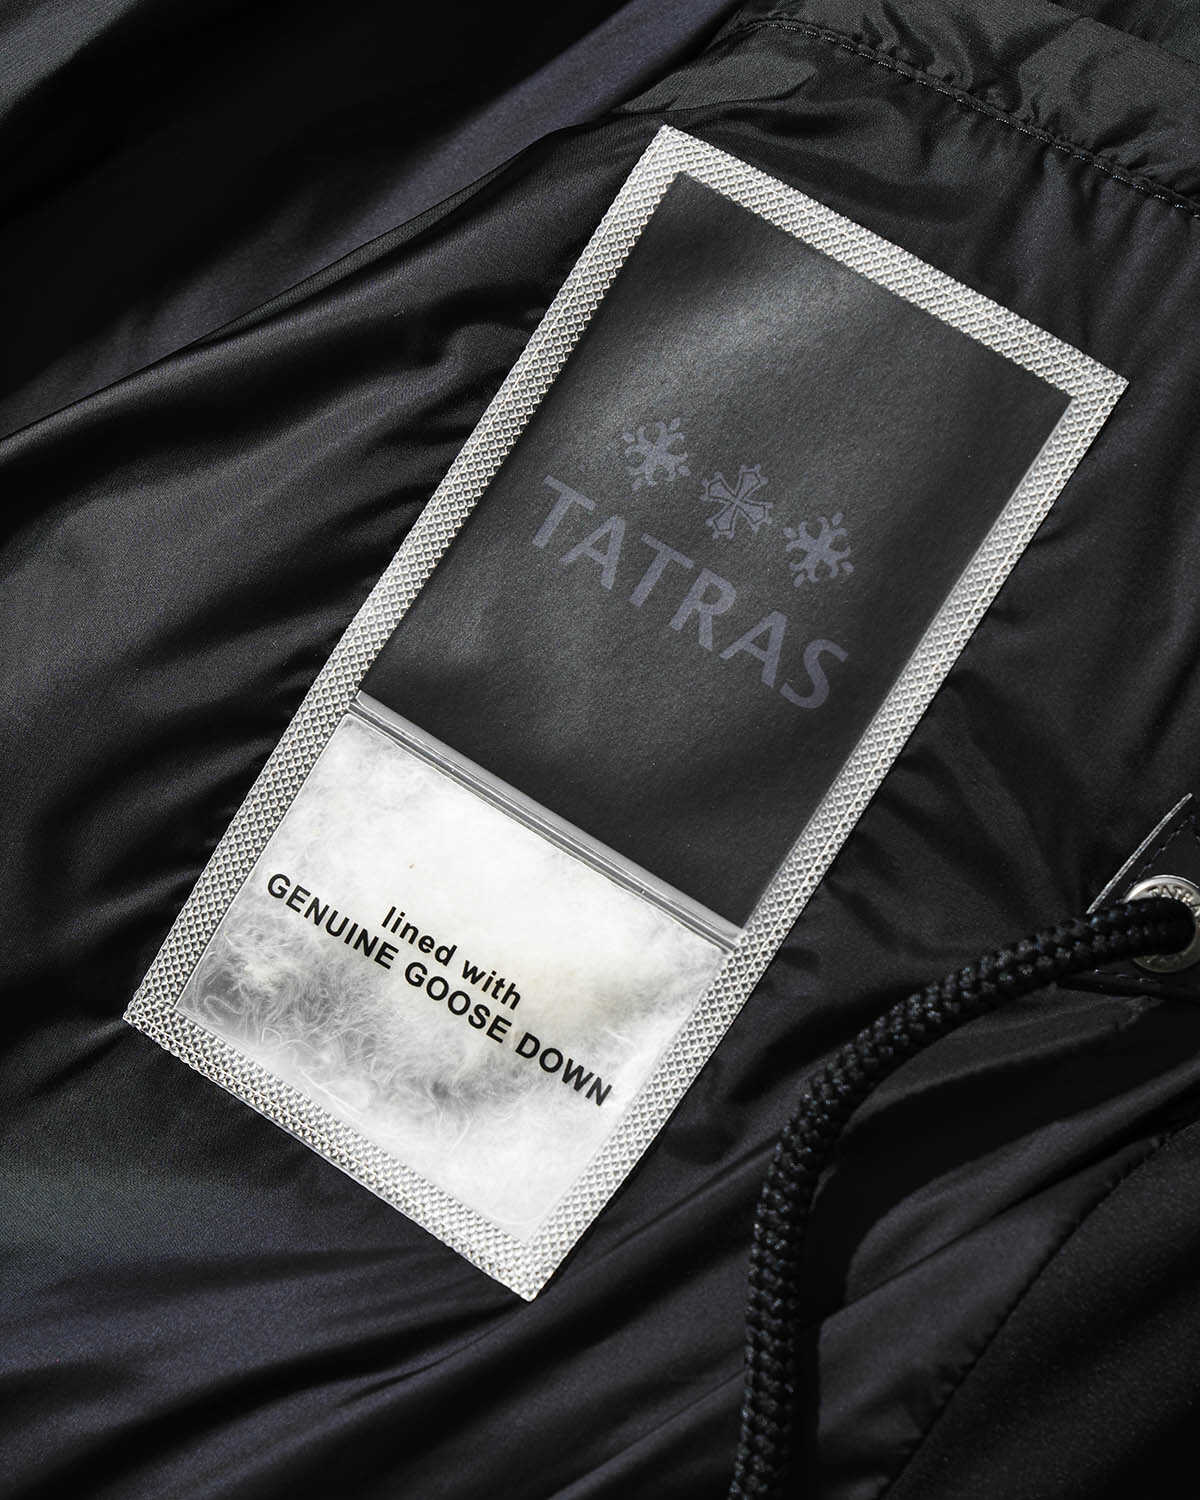 TATRAS
lined with
GENUINE GOOSE DOWN